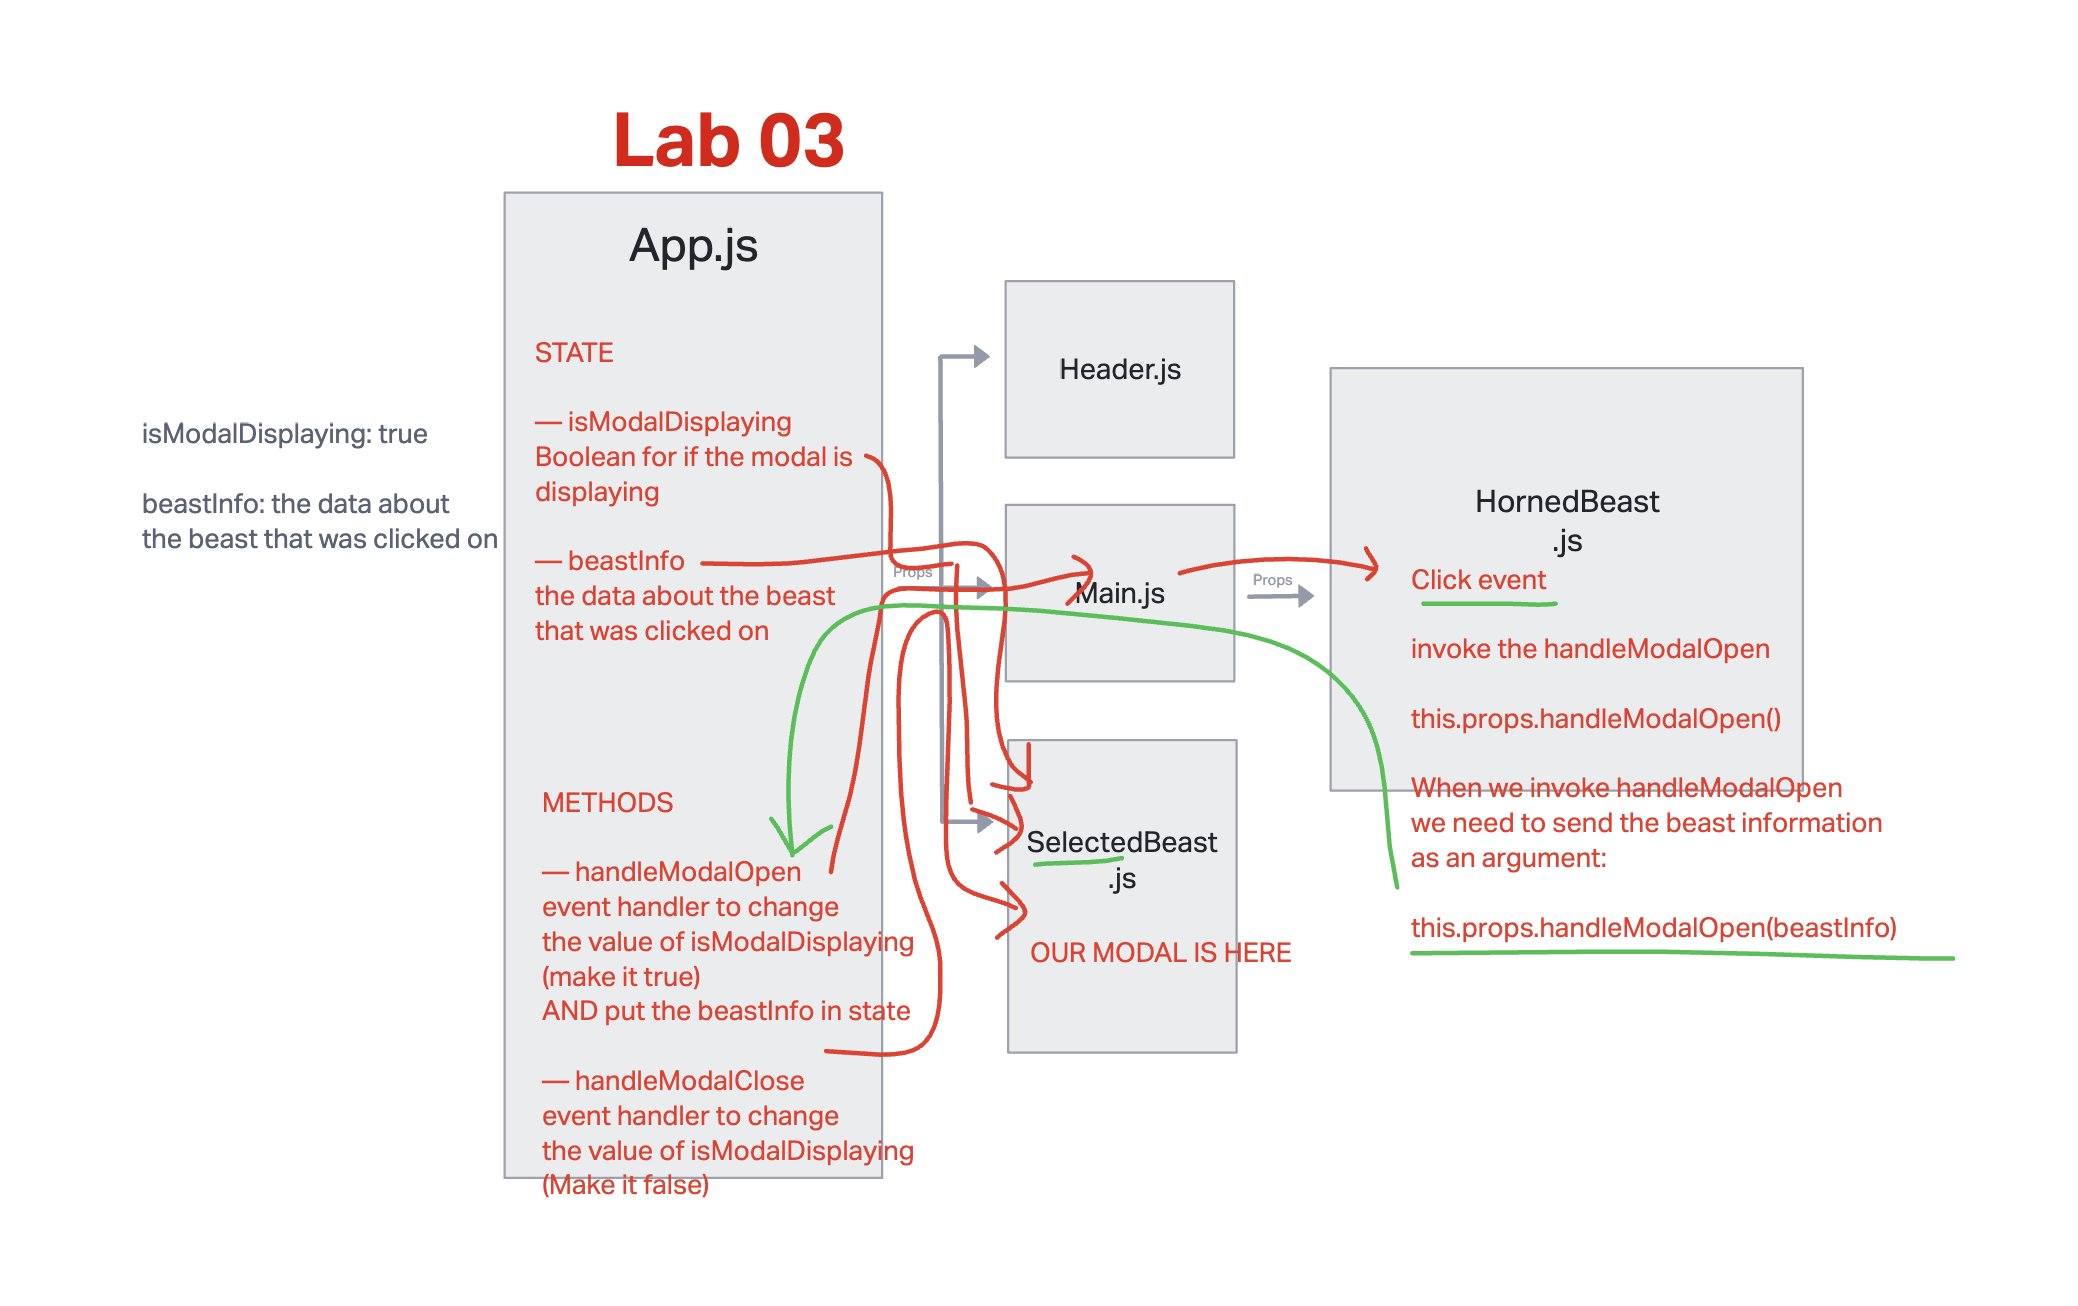 Lab 03
isModalDisplaying: true
beastInfo: the data about
the beast that was clicked on
App.js
STATE
— isModalDisplaying
Boolean for if the modal is
displaying
— beastInfo
the data about the beast
that was clicked on
METHODS
— handleModalOpen
event handler to change
the value of isModalDisplaying
(make it true)
AND put the beastInfo in state
— handleModalClose
event handler to change
the value of isModalDisplaying
(Make it false)
Props
Header.js
Main.js
SelectedBeast
.js
OUR MODAL IS HERE
Props
HornedBeast
.js
Click event
invoke the handleModalOpen
this.props.handleModalOpen()
When we invoke handleModalOpen
we need to send the beast information
as an argument:
this.props.handleModalOpen(beastInfo)